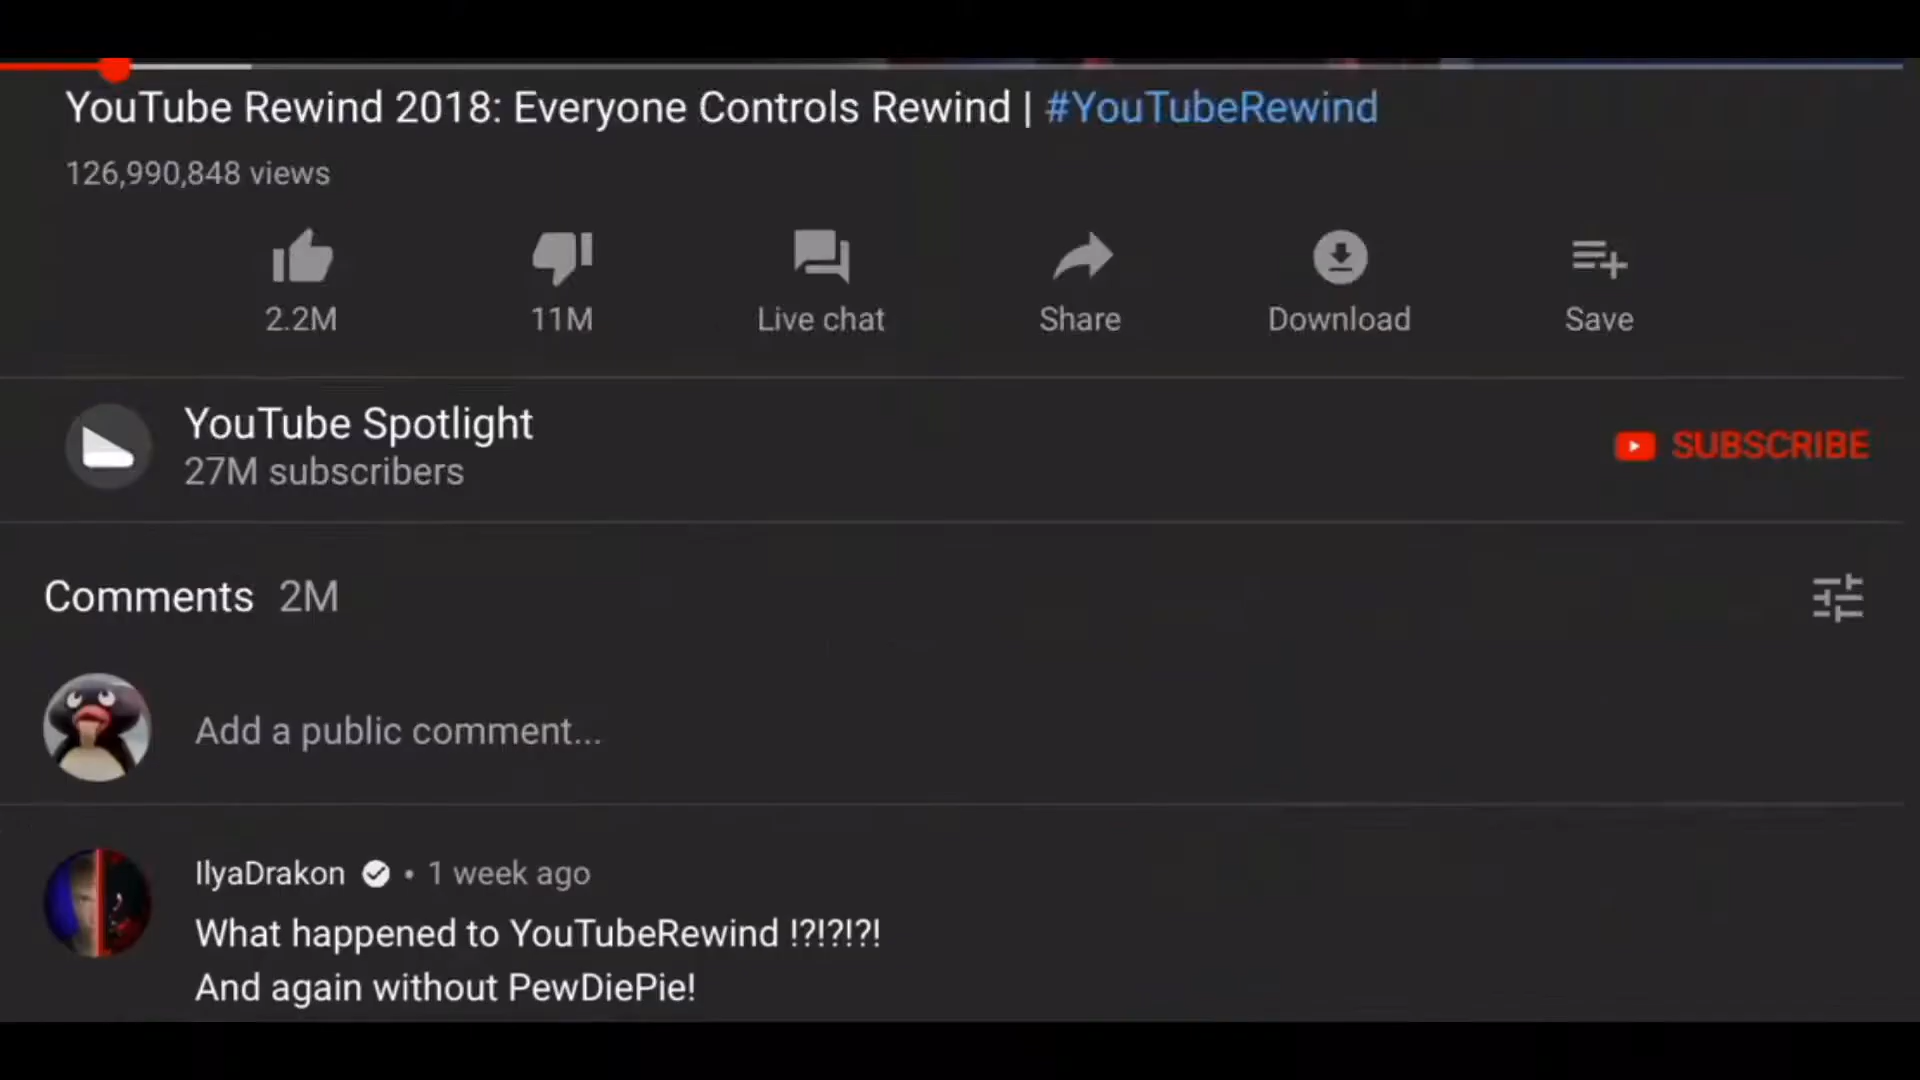 YouTube Rewind 2018: Everyone Controls Rewind | #YouTubeRewind
126,990,848 views
2.2M 11M Live chat Share Download Save
YouTube Spotlight
27M subscribers
SUBSCRIBE
Comments 2M
Add a public comment...
IlyaDrakon • 1 week ago
What happened to YouTubeRewind !?!?!?!
And again without PewDiePie!